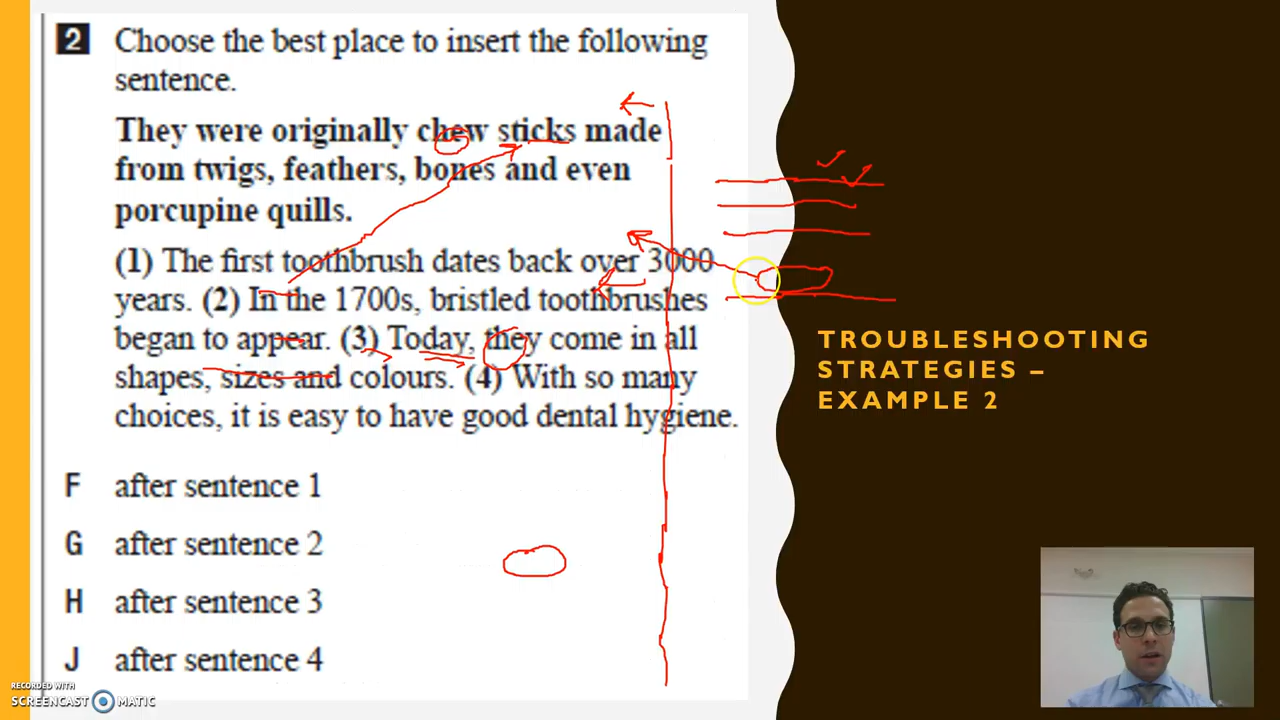 2 Choose the best place to insert the following
sentence.
They were originally chew sticks made
from twigs, feathers, bones and even
porcupine quills.
(1) The first toothbrush dates back over 3000
years. (2) In the 1700s, bristled toothbrushes
began to appear. (3) Today, they come in all
shapes, sizes and colours. (4) With so many
choices, it is easy to have good dental hygiene.
F after sentence 1
G after sentence 2
H after sentence 3
J after sentence 4
TROUBLESHOOTING
STRATEGIES –
EXAMPLE 2
RECORDED WITH
SCREENCAST MATIC